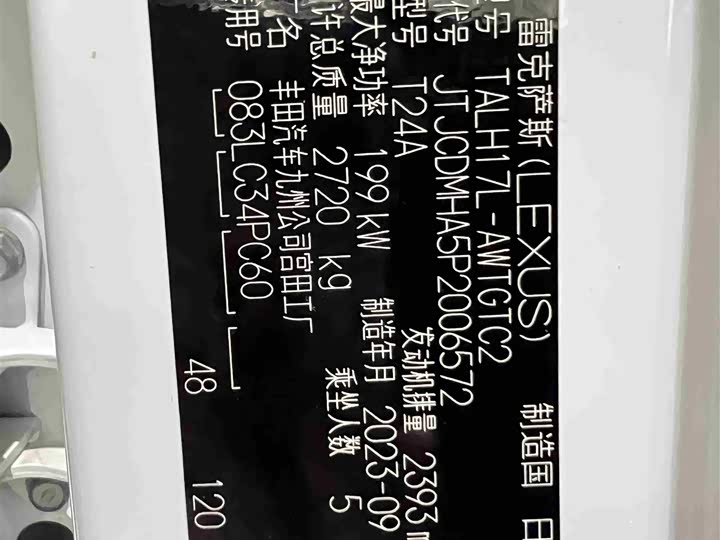 雷克萨斯(LEXUS) 制造国 日
型号 TALH17L-AWTGTC2
代号 JTJCDMHA5P2006572
型号 T24A 发动机排量 2393 m
最大净功率 199 kW 制造年月 2023-09
许总质量 2720 kg 乘坐人数 5
名 丰田汽车九州公司宫田工厂
专用号 083LC34PC60
48 120